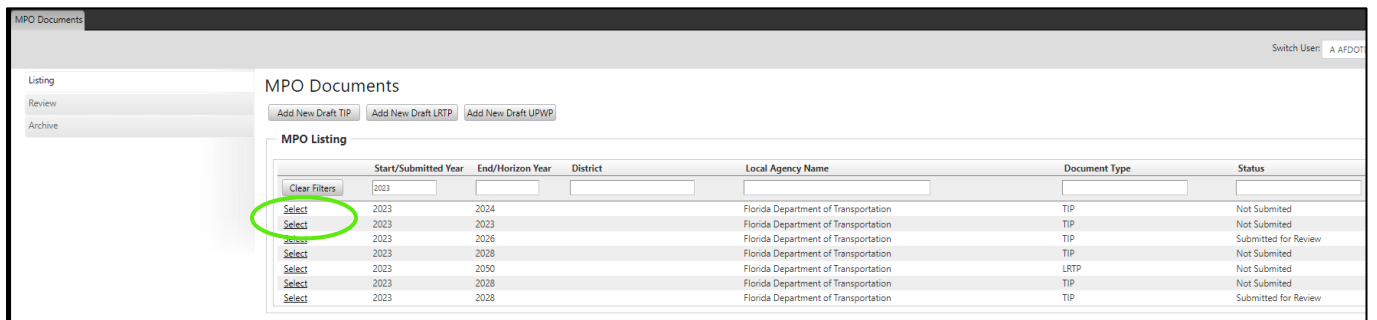 MPO Documents
Switch User: A AFDOT
Listing
Review
Archive
MPO Documents
Add New Draft TIP Add New Draft LRTP Add New Draft UPWP
MPO Listing
Start/Submitted Year End/Horizon Year District Local Agency Name Document Type Status
Clear Filters 2023
Select 2023 2024 Florida Department of Transportation TIP Not Submited
Select 2023 2023 Florida Department of Transportation TIP Not Submited
Select 2023 2026 Florida Department of Transportation TIP Submitted for Review
Select 2023 2028 Florida Department of Transportation TIP Not Submited
Select 2023 2050 Florida Department of Transportation LRTP Not Submited
Select 2023 2028 Florida Department of Transportation TIP Not Submited
Select 2023 2028 Florida Department of Transportation TIP Submitted for Review